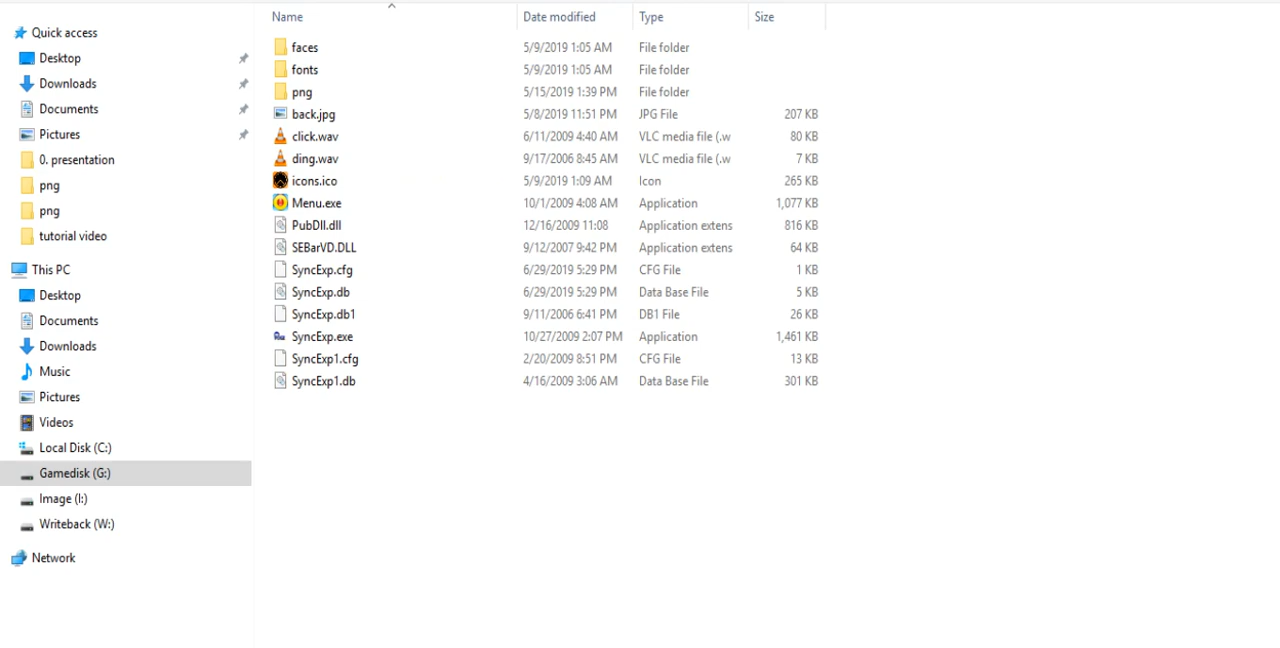 Name Date modified Type Size
Quick access
Desktop
Downloads
Documents
Pictures
0. presentation
png
png
tutorial video
This PC
Desktop
Documents
Downloads
Music
Pictures
Videos
Local Disk (C:)
Gamedisk (G:)
Image (I:)
Writeback (W:)
Network
faces 5/9/2019 1:05 AM File folder
fonts 5/9/2019 1:05 AM File folder
png 5/15/2019 1:39 PM File folder
back.jpg 5/8/2019 11:51 PM JPG File 207 KB
click.wav 6/11/2009 4:40 AM VLC media file (.w 80 KB
ding.wav 9/17/2006 8:45 AM VLC media file (.w 7 KB
icons.ico 5/9/2019 1:09 AM Icon 265 KB
Menu.exe 10/1/2009 4:08 AM Application 1,077 KB
PubDll.dll 12/16/2009 11:08 Application extens 816 KB
SEBarVD.DLL 9/12/2007 9:42 PM Application extens 64 KB
SyncExp.cfg 6/29/2019 5:29 PM CFG File 1 KB
SyncExp.db 6/29/2019 5:29 PM Data Base File 5 KB
SyncExp.db1 9/11/2006 6:41 PM DB1 File 26 KB
SyncExp.exe 10/27/2009 2:07 PM Application 1,461 KB
SyncExp1.cfg 2/20/2009 8:51 PM CFG File 13 KB
SyncExp1.db 4/16/2009 3:06 AM Data Base File 301 KB